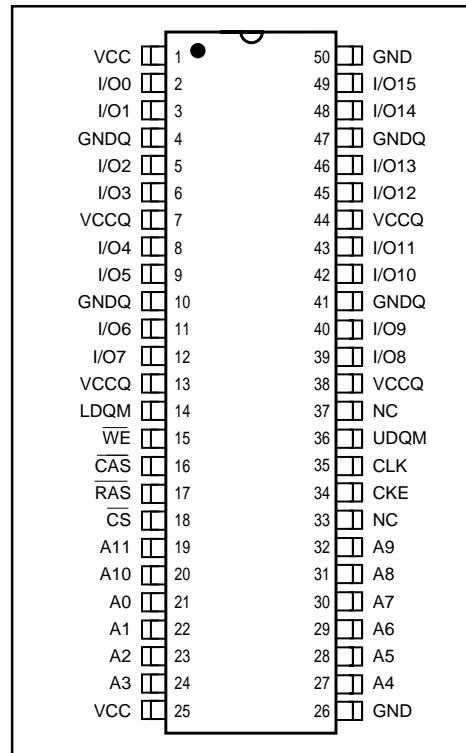 VCC 1 50 GND
I/O0 2 49 I/O15
I/O1 3 48 I/O14
GNDQ 4 47 GNDQ
I/O2 5 46 I/O13
I/O3 6 45 I/O12
VCCQ 7 44 VCCQ
I/O4 8 43 I/O11
I/O5 9 42 I/O10
GNDQ 10 41 GNDQ
I/O6 11 40 I/O9
I/O7 12 39 I/O8
VCCQ 13 38 VCCQ
LDQM 14 37 NC
W̅E̅ 15 36 UDQM
C̅A̅S̅ 16 35 CLK
R̅A̅S̅ 17 34 CKE
C̅S̅ 18 33 NC
A11 19 32 A9
A10 20 31 A8
A0 21 30 A7
A1 22 29 A6
A2 23 28 A5
A3 24 27 A4
VCC 25 26 GND